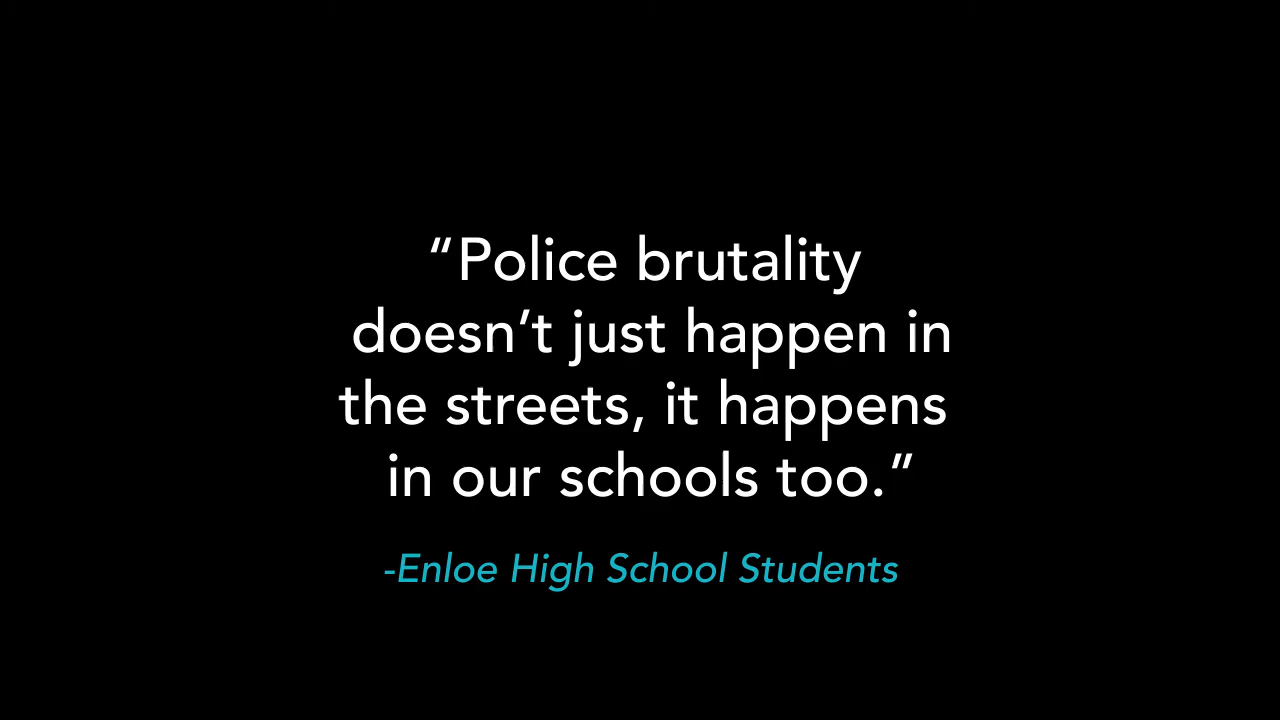 “Police brutality
doesn’t just happen in
the streets, it happens
in our schools too.”
-Enloe High School Students